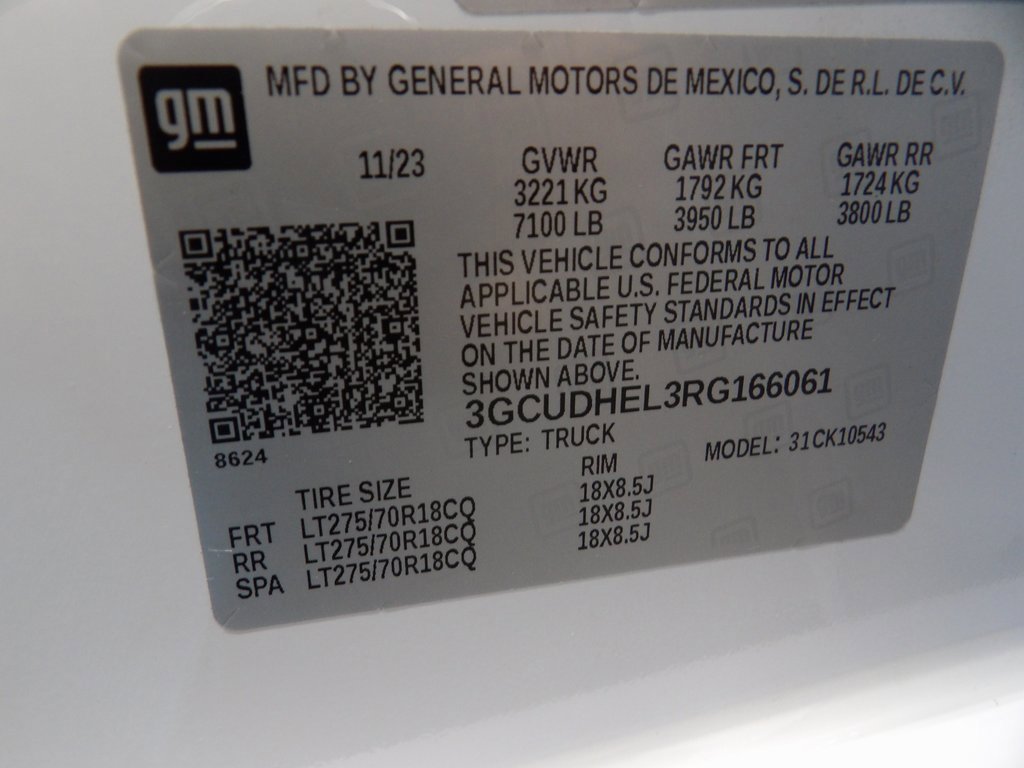 gm
MFD BY GENERAL MOTORS DE MEXICO, S. DE R.L. DE C.V.
11/23 GVWR GAWR FRT GAWR RR
3221 KG 1792 KG 1724 KG
7100 LB 3950 LB 3800 LB
THIS VEHICLE CONFORMS TO ALL
APPLICABLE U.S. FEDERAL MOTOR
VEHICLE SAFETY STANDARDS IN EFFECT
ON THE DATE OF MANUFACTURE
SHOWN ABOVE.
3GCUDHEL3RG166061
8624 TYPE: TRUCK MODEL: 31CK10543
TIRE SIZE RIM
FRT LT275/70R18CQ 18X8.5J
RR LT275/70R18CQ 18X8.5J
SPA LT275/70R18CQ 18X8.5J